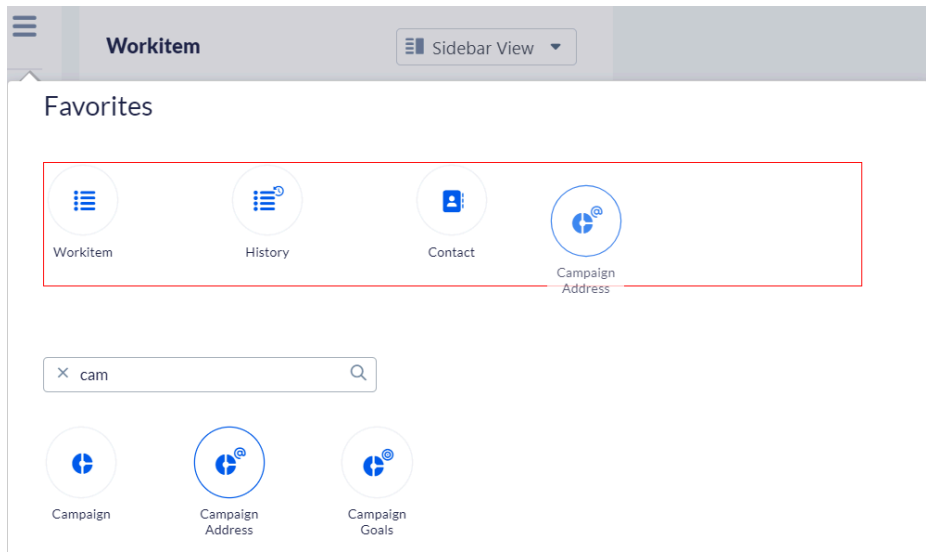 Workitem
Sidebar View
Favorites
Workitem
History
Contact
Campaign
Address
cam
Campaign
Campaign
Address
Campaign
Goals